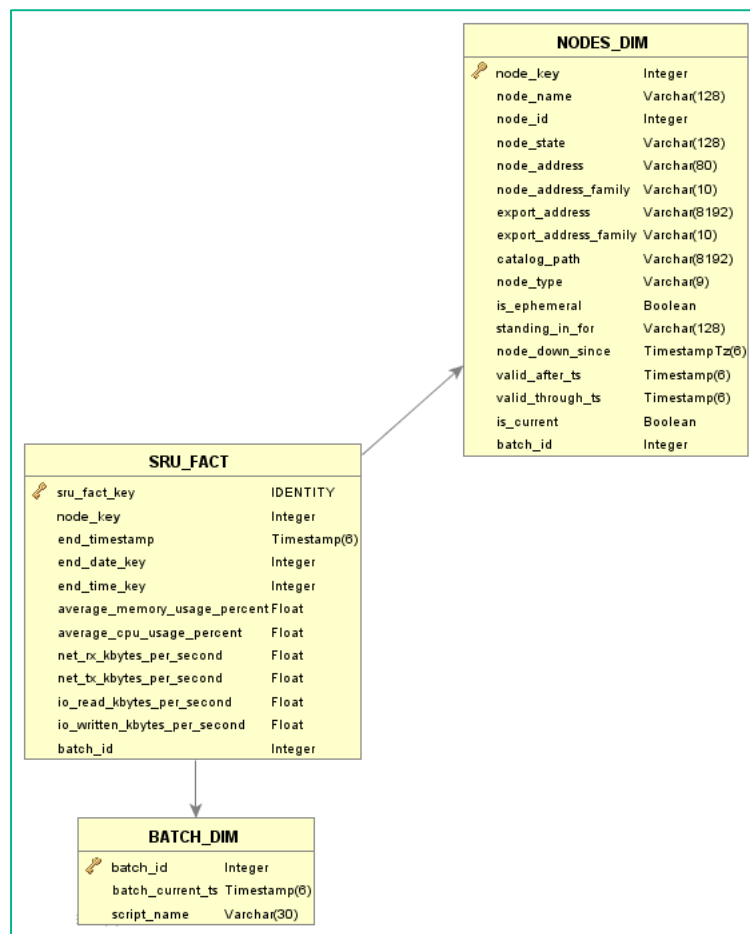 NODES_DIM
node_key Integer
node_name Varchar(128)
node_id Integer
node_state Varchar(128)
node_address Varchar(80)
node_address_family Varchar(10)
export_address Varchar(8192)
export_address_family Varchar(10)
catalog_path Varchar(8192)
node_type Varchar(9)
is_ephemeral Boolean
standing_in_for Varchar(128)
node_down_since TimestampTz(6)
valid_after_ts Timestamp(6)
valid_through_ts Timestamp(6)
is_current Boolean
batch_id Integer
SRU_FACT
sru_fact_key IDENTITY
node_key Integer
end_timestamp Timestamp(6)
end_date_key Integer
end_time_key Integer
average_memory_usage_percent Float
average_cpu_usage_percent Float
net_rx_kbytes_per_second Float
net_tx_kbytes_per_second Float
io_read_kbytes_per_second Float
io_written_kbytes_per_second Float
batch_id Integer
BATCH_DIM
batch_id Integer
batch_current_ts Timestamp(6)
script_name Varchar(30)